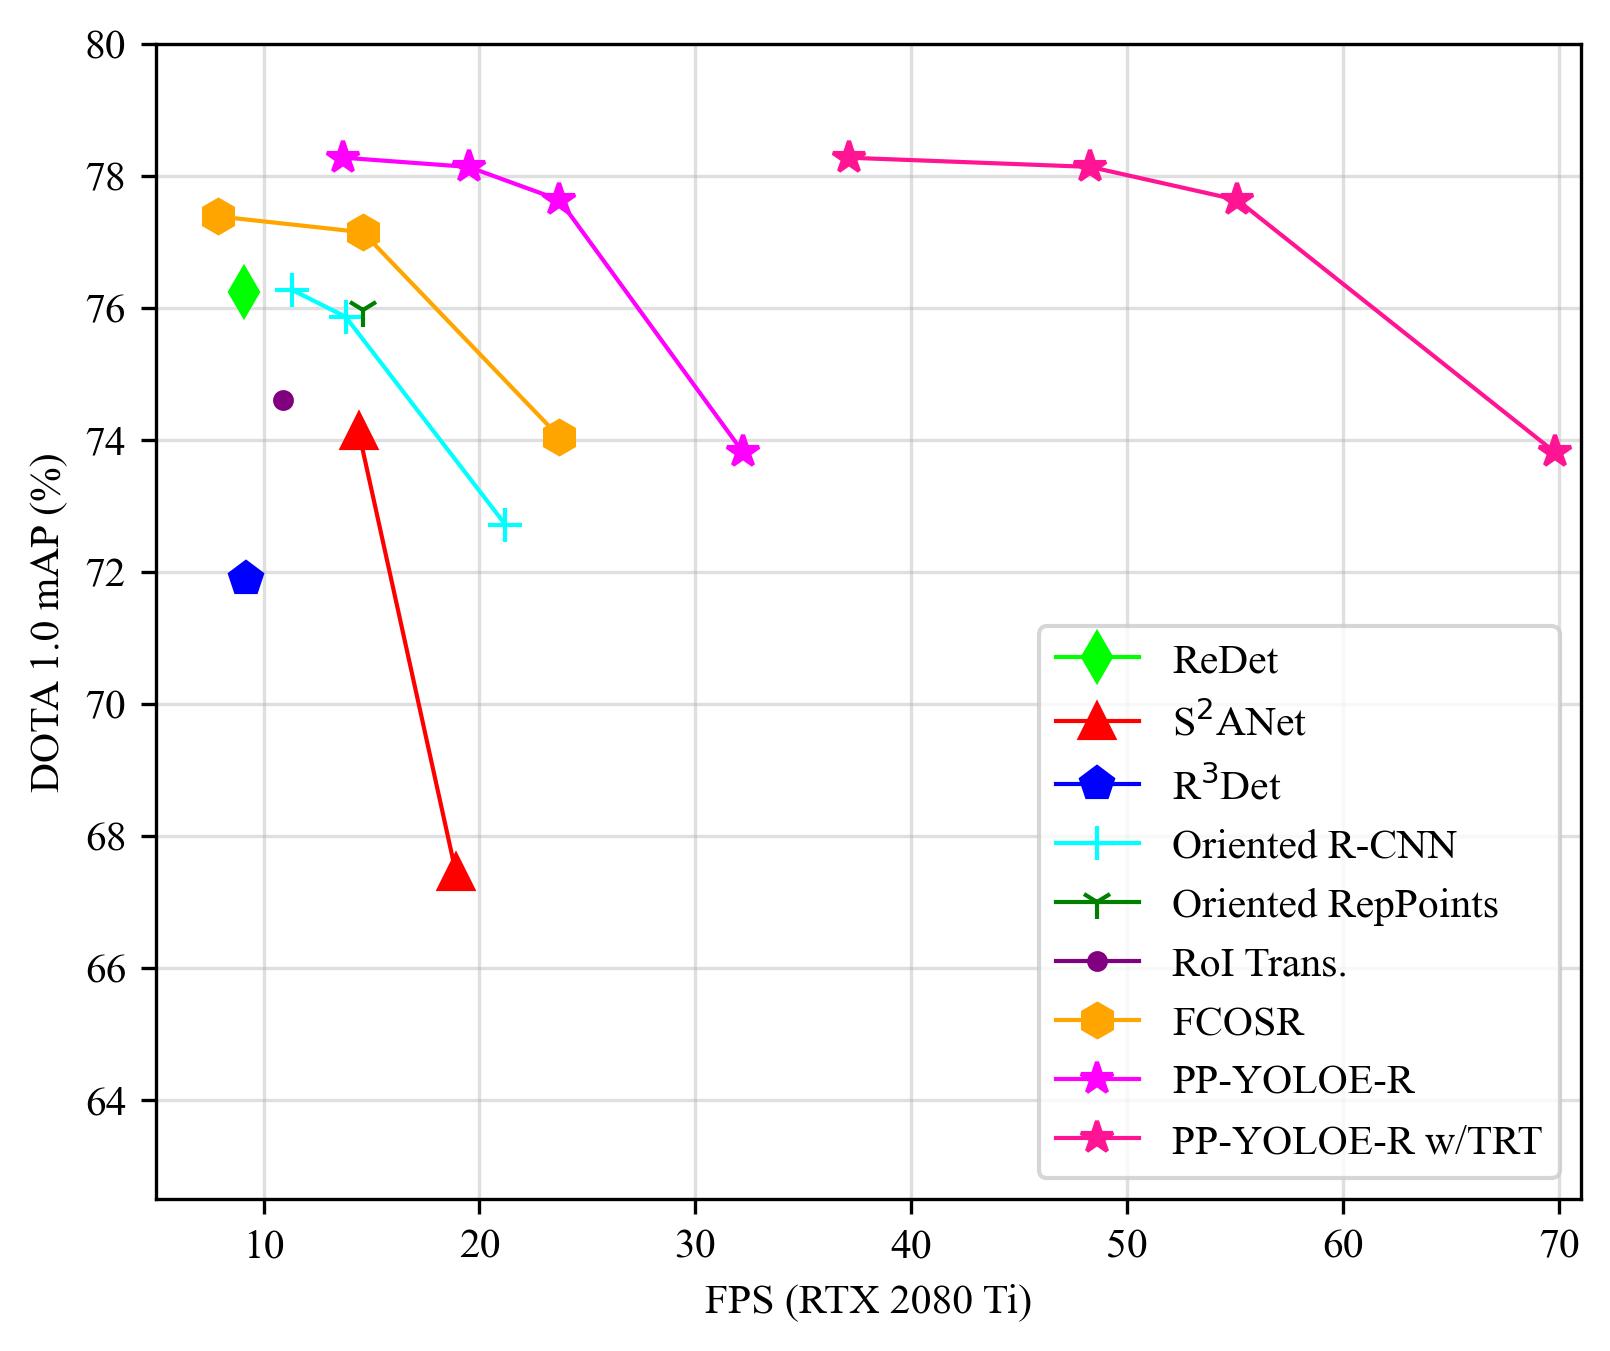 80
78
76
74
72
70
68
66
64
DOTA 1.0 mAP (%)
ReDet
S²ANet
R³Det
Oriented R-CNN
Oriented RepPoints
RoI Trans.
FCOSR
PP-YOLOE-R
PP-YOLOE-R w/TRT
10 20 30 40 50 60 70
FPS (RTX 2080 Ti)